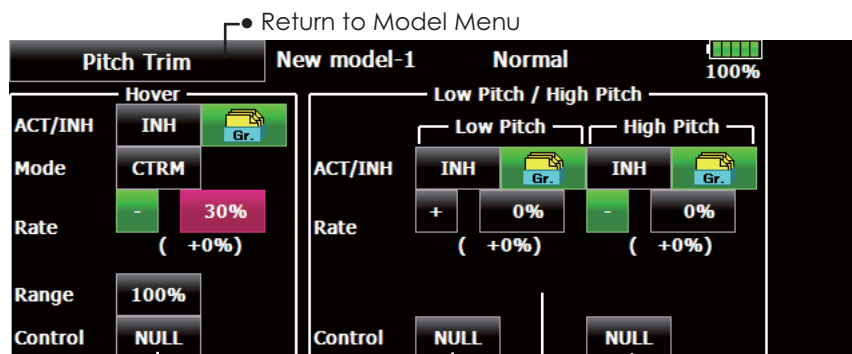 Return to Model Menu
Pitch Trim New model-1 Normal 100%
Hover
ACT/INH INH Gr.
Mode CTRM
Rate - 30%
( +0%)
Range 100%
Control NULL
Low Pitch / High Pitch
Low Pitch High Pitch
ACT/INH INH Gr. INH Gr.
Rate + 0% - 0%
( +0%) ( +0%)
Control NULL NULL